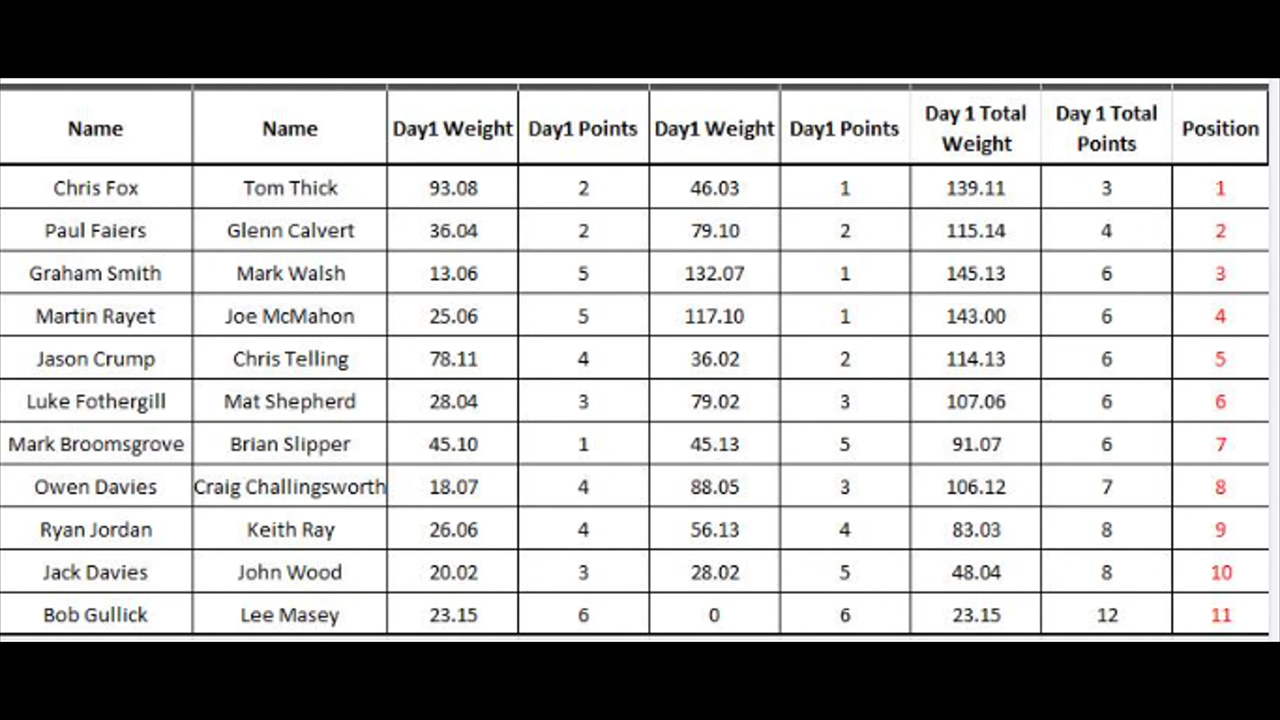 Name Name Day1 Weight Day1 Points Day1 Weight Day1 Points Day 1 Total Weight Day 1 Total Points Position
Chris Fox Tom Thick 93.08 2 46.03 1 139.11 3 1
Paul Faiers Glenn Calvert 36.04 2 79.10 2 115.14 4 2
Graham Smith Mark Walsh 13.06 5 132.07 1 145.13 6 3
Martin Rayet Joe McMahon 25.06 5 117.10 1 143.00 6 4
Jason Crump Chris Telling 78.11 4 36.02 2 114.13 6 5
Luke Fothergill Mat Shepherd 28.04 3 79.02 3 107.06 6 6
Mark Broomsgrove Brian Slipper 45.10 1 45.13 5 91.07 6 7
Owen Davies Craig Challingsworth 18.07 4 88.05 3 106.12 7 8
Ryan Jordan Keith Ray 26.06 4 56.13 4 83.03 8 9
Jack Davies John Wood 20.02 3 28.02 5 48.04 8 10
Bob Gullick Lee Masey 23.15 6 0 6 23.15 12 11